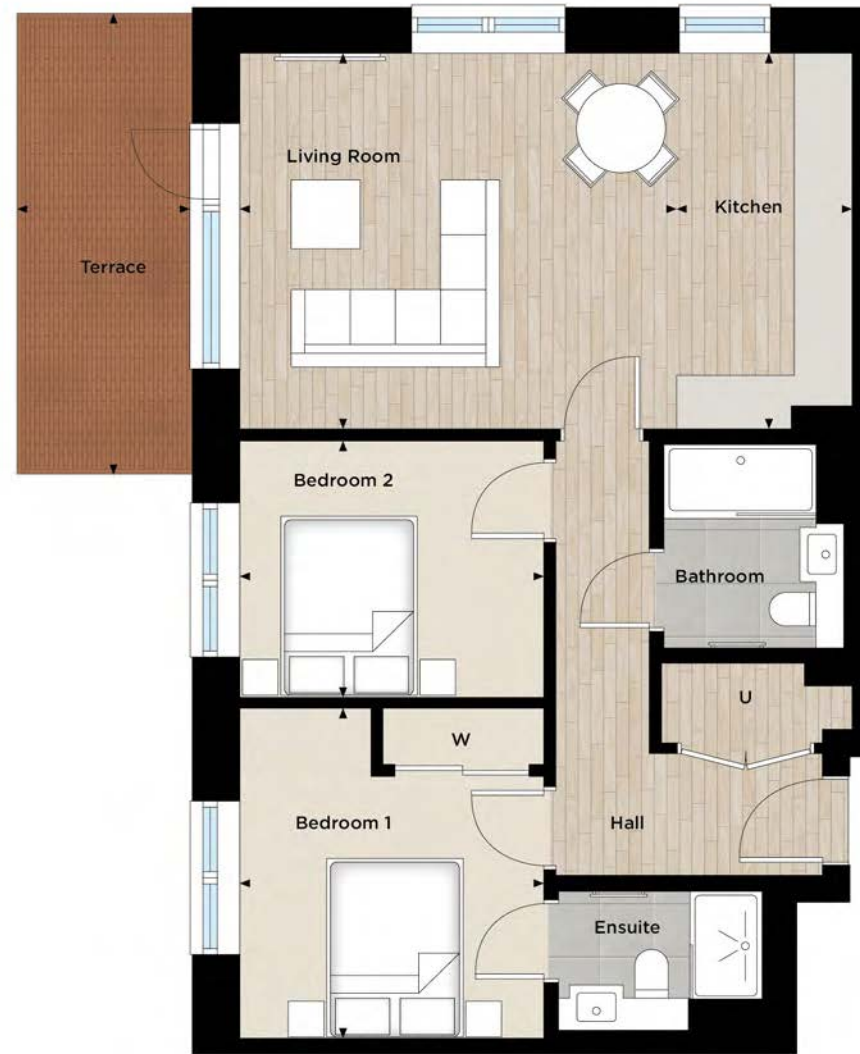 Living Room
Kitchen
Terrace
Bedroom 2
Bathroom
U
W
Bedroom 1
Hall
Ensuite